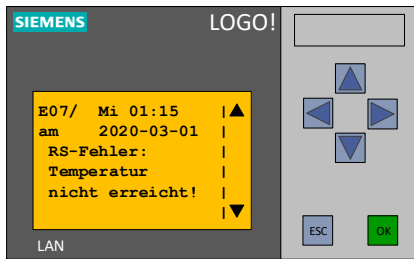 SIEMENS LOGO!
E07/ Mi 01:15 |
am 2020-03-01 |
RS-Fehler: |
Temperatur |
nicht erreicht! |
|
LAN
ESC OK